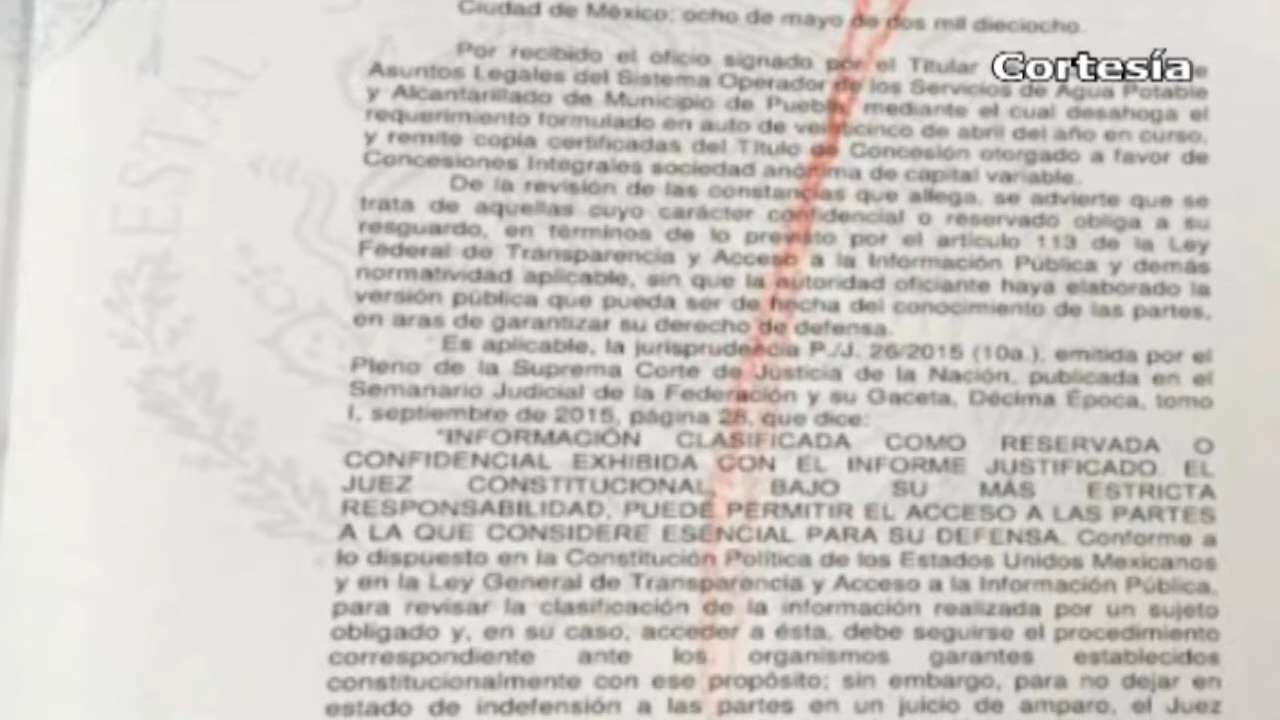 Ciudad de México; ocho de mayo de dos mil dieciocho.
Cortesía
Por recibido el oficio signado por el Titular
Asuntos Legales del Sistema Operador de los Servicios de Agua Potable
y Alcantarillado de Municipio de Puebla, mediante el cual desahoga el
requerimiento formulado en auto de veinticinco de abril del año en curso,
y remite copia certificadas del Título de Concesión otorgado a favor de
Concesiones Integrales sociedad anónima de capital variable.
De la revisión de las constancias que allega, se advierte que se
trata de aquellas cuyo carácter confidencial o reservado obliga a su
resguardo, en términos de lo previsto por el artículo 113 de la Ley
Federal de Transparencia y Acceso a la Información Pública y demás
normatividad aplicable, sin que la autoridad oficiante haya elaborado la
versión pública que pueda ser de hecha del conocimiento de las partes,
en aras de garantizar su derecho de defensa.
Es aplicable, la jurisprudencia P./J. 26/2015 (10a.), emitida por el
Pleno de la Suprema Corte de Justicia de la Nación, publicada en el
Semanario Judicial de la Federación y su Gaceta, Décima Época, tomo
I, septiembre de 2015, página 28, que dice:
"INFORMACIÓN CLASIFICADA COMO RESERVADA O
CONFIDENCIAL EXHIBIDA CON EL INFORME JUSTIFICADO. EL
JUEZ CONSTITUCIONAL, BAJO SU MÁS ESTRICTA
RESPONSABILIDAD, PUEDE PERMITIR EL ACCESO A LAS PARTES
A LA QUE CONSIDERE ESENCIAL PARA SU DEFENSA. Conforme a
lo dispuesto en la Constitución Política de los Estados Unidos Mexicanos
y en la Ley General de Transparencia y Acceso a la Información Pública,
para revisar la clasificación de la información realizada por un sujeto
obligado y, en su caso, acceder a ésta, debe seguirse el procedimiento
correspondiente ante los organismos garantes establecidos
constitucionalmente con ese propósito; sin embargo, para no dejar en
estado de indefensión a las partes en un juicio de amparo, el Juez